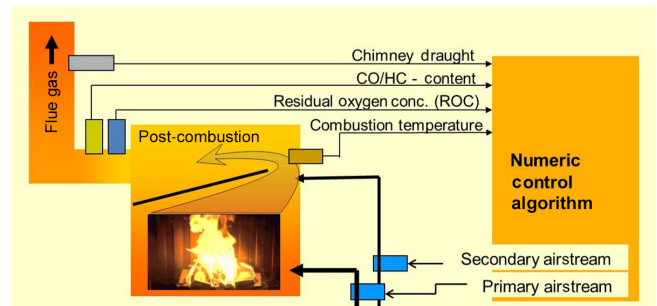 Flue gas
Chimney draught
CO/HC - content
Residual oxygen conc. (ROC)
Combustion temperature
Post-combustion
Numeric
control
algorithm
Secondary airstream
Primary airstream